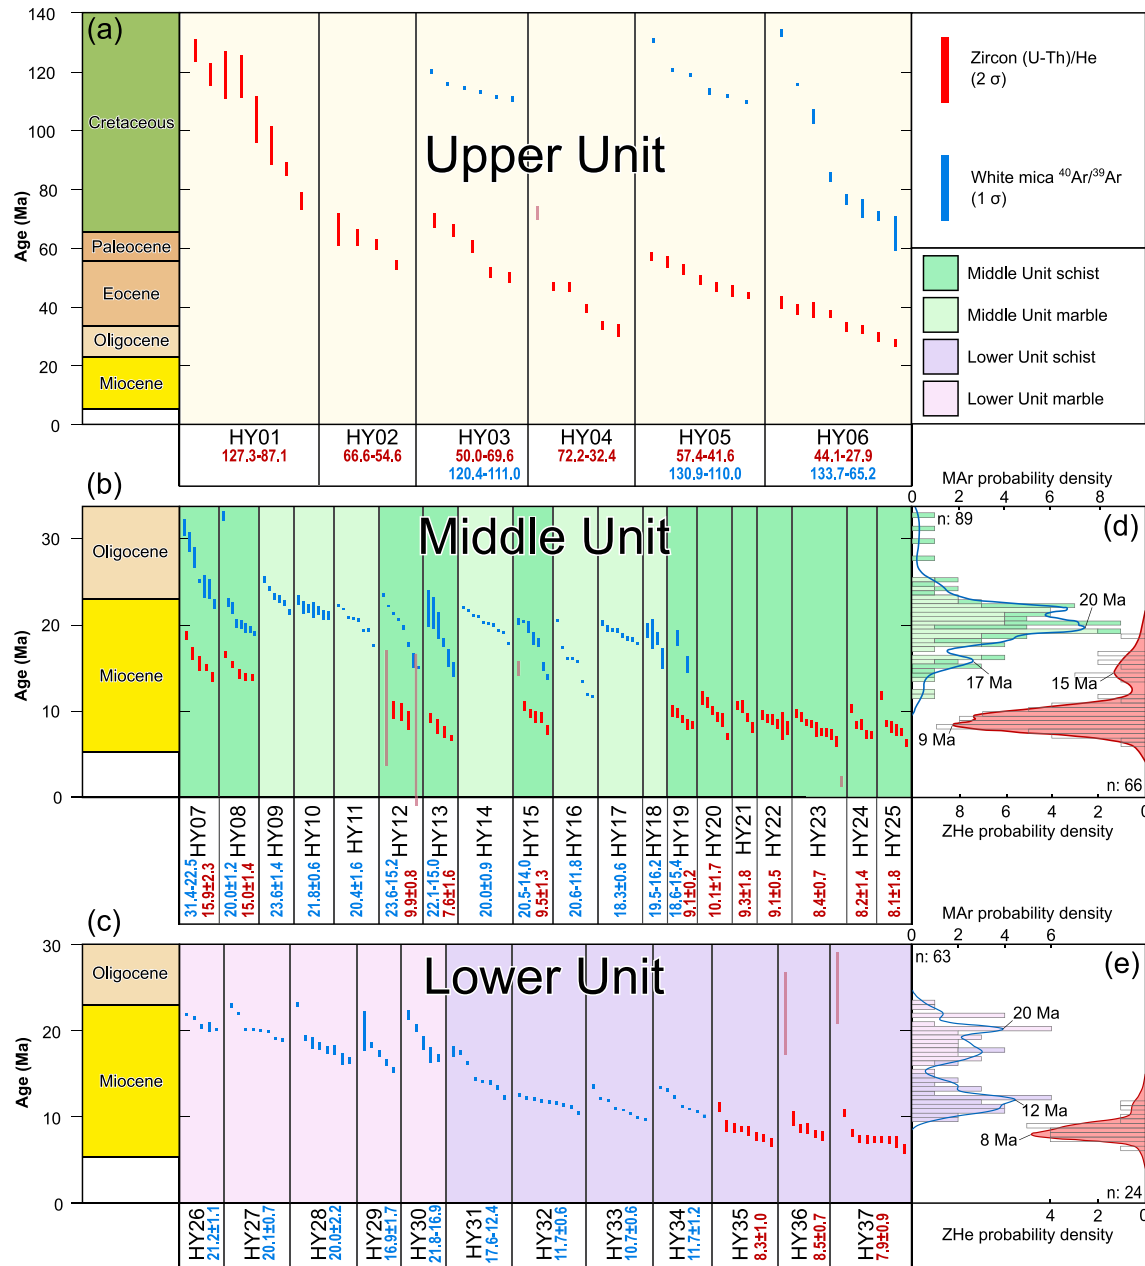 (a)
Upper Unit
Age (Ma)
140
120
100
80
60
40
20
0
Cretaceous
Paleocene
Eocene
Oligocene
Miocene
Zircon (U-Th)/He
(2 σ)
White mica ⁴⁰Ar/³⁹Ar
(1 σ)
Middle Unit schist
Middle Unit marble
Lower Unit schist
Lower Unit marble
HY01
127.3-87.1
HY02
66.6-54.6
HY03
50.0-69.6
120.4-111.0
HY04
72.2-32.4
HY05
57.4-41.6
130.9-110.0
HY06
44.1-27.9
133.7-65.2
(b)
Middle Unit
Age (Ma)
30
20
10
0
Oligocene
Miocene
HY07
31.4-22.5
15.9±2.3
HY08
20.0±1.2
15.0±1.4
HY09
23.6±1.4
HY10
21.8±0.6
HY11
20.4±1.6
HY12
23.6-15.2
9.9±0.8
HY13
22.1-15.0
7.6±1.6
HY14
20.0±0.9
HY15
20.5-14.0
9.5±1.3
HY16
20.6-11.8
HY17
18.3±0.6
HY18
19.5-16.2
HY19
18.6-15.4
9.1±0.2
HY20
10.1±1.7
HY21
9.3±1.8
HY22
9.1±0.5
HY23
8.4±0.7
HY24
8.2±1.4
HY25
8.1±1.8
MAr probability density
0 2 4 6 8
(d)
n: 89
20 Ma
17 Ma
15 Ma
9 Ma
n: 66
8 6 4 2 0
ZHe probability density
(c)
Lower Unit
Age (Ma)
30
20
10
0
Oligocene
Miocene
HY26
21.2±1.1
HY27
20.1±0.7
HY28
20.0±2.2
HY29
16.9±1.7
HY30
21.8-16.9
HY31
17.6-12.4
HY32
11.7±0.6
HY33
10.7±0.6
HY34
11.7±1.2
HY35
8.3±1.0
HY36
8.5±0.7
HY37
7.9±0.9
MAr probability density
0 2 4 6
n: 63
(e)
20 Ma
12 Ma
8 Ma
n: 24
4 2 0
ZHe probability density